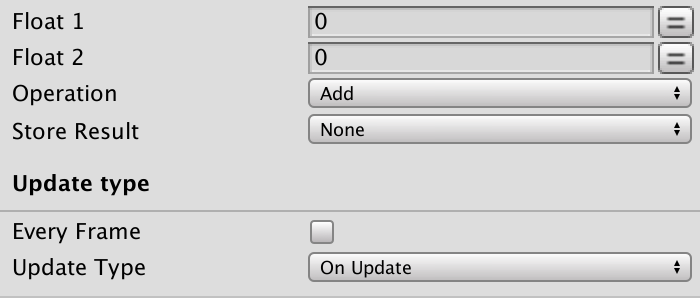 Float 1 0 =
Float 2 0 =
Operation Add
Store Result None
Update type
Every Frame
Update Type On Update